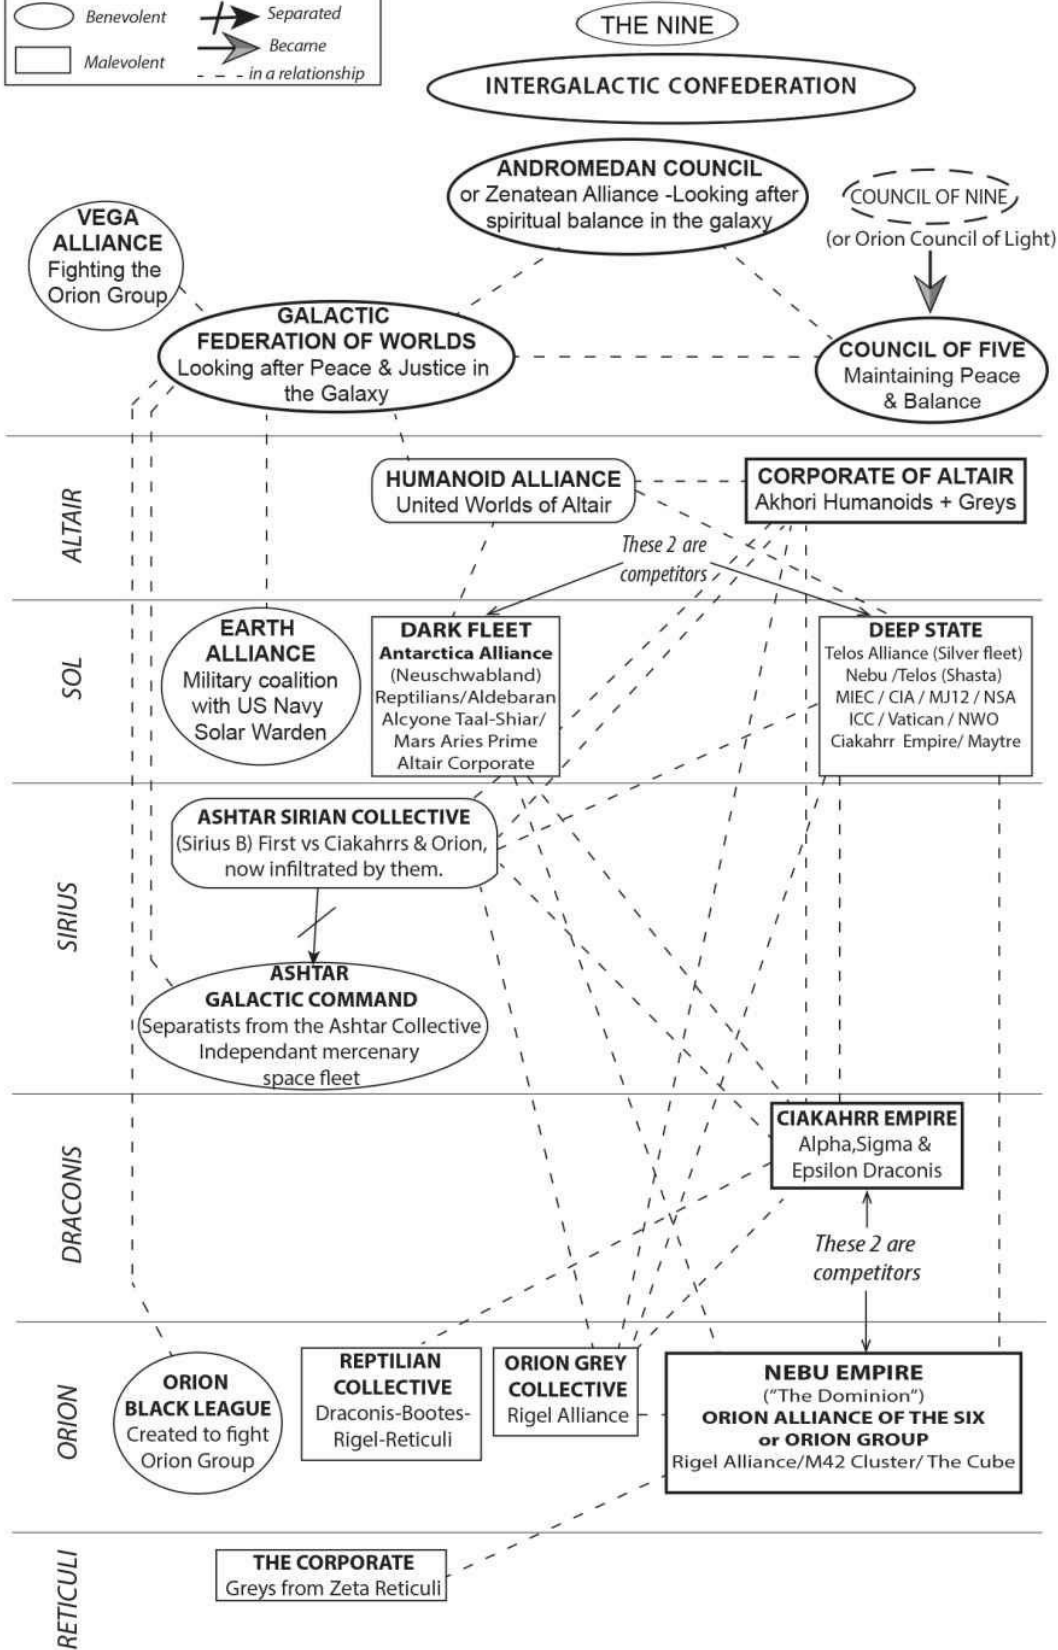 Benevolent
Separated
Became
Malevolent
in a relationship
THE NINE
INTERGALACTIC CONFEDERATION
ANDROMEDAN COUNCIL
or Zenatean Alliance -Looking after
spiritual balance in the galaxy
COUNCIL OF NINE
(or Orion Council of Light)
VEGA
ALLIANCE
Fighting the
Orion Group
GALACTIC
FEDERATION OF WORLDS
Looking after Peace & Justice in
the Galaxy
COUNCIL OF FIVE
Maintaining Peace
& Balance
ALTAIR
HUMANOID ALLIANCE
United Worlds of Altair
CORPORATE OF ALTAIR
Akhori Humanoids + Greys
These 2 are
competitors
SOL
EARTH
ALLIANCE
Military coalition
with US Navy
Solar Warden
DARK FLEET
Antarctica Alliance
(Neuschwabland)
Reptilians/Aldebaran
Alcyone Taal-Shiar/
Mars Aries Prime
Altair Corporate
DEEP STATE
Telos Alliance (Silver fleet)
Nebu /Telos (Shasta)
MIEC / CIA / MJ12 / NSA
ICC / Vatican / NWO
Ciakahrr Empire/ Maytre
SIRIUS
ASHTAR SIRIAN COLLECTIVE
(Sirius B) First vs Ciakahrrs & Orion,
now infiltrated by them.
ASHTAR
GALACTIC COMMAND
Separatists from the Ashtar Collective
Independant mercenary
space fleet
DRACONIS
CIAKAHRR EMPIRE
Alpha,Sigma &
Epsilon Draconis
These 2 are
competitors
ORION
ORION
BLACK LEAGUE
Created to fight
Orion Group
REPTILIAN
COLLECTIVE
Draconis-Bootes-
Rigel-Reticuli
ORION GREY
COLLECTIVE
Rigel Alliance
NEBU EMPIRE
("The Dominion")
ORION ALLIANCE OF THE SIX
or ORION GROUP
Rigel Alliance/M42 Cluster/ The Cube
RETICULI
THE CORPORATE
Greys from Zeta Reticuli